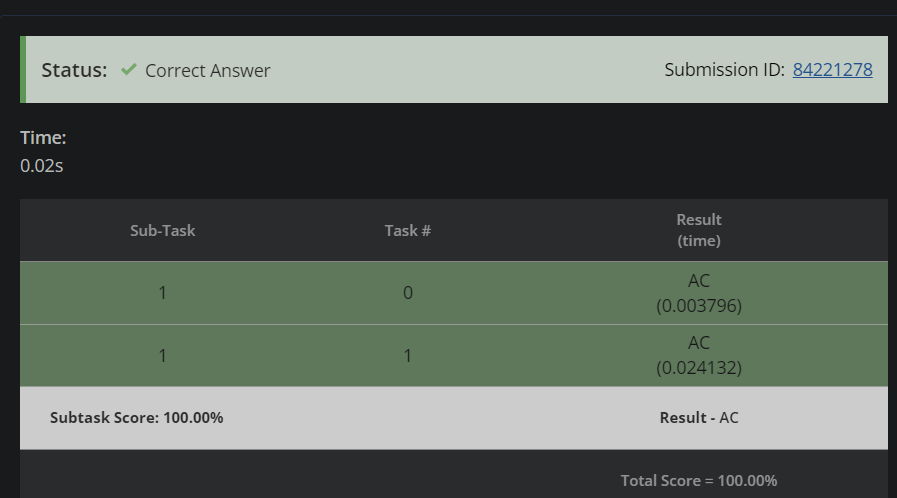 Status: ✔ Correct Answer Submission ID: 84221278
Time:
0.02s
Sub-Task Task # Result
(time)
1 0 AC
(0.003796)
1 1 AC
(0.024132)
Subtask Score: 100.00% Result - AC
Total Score = 100.00%